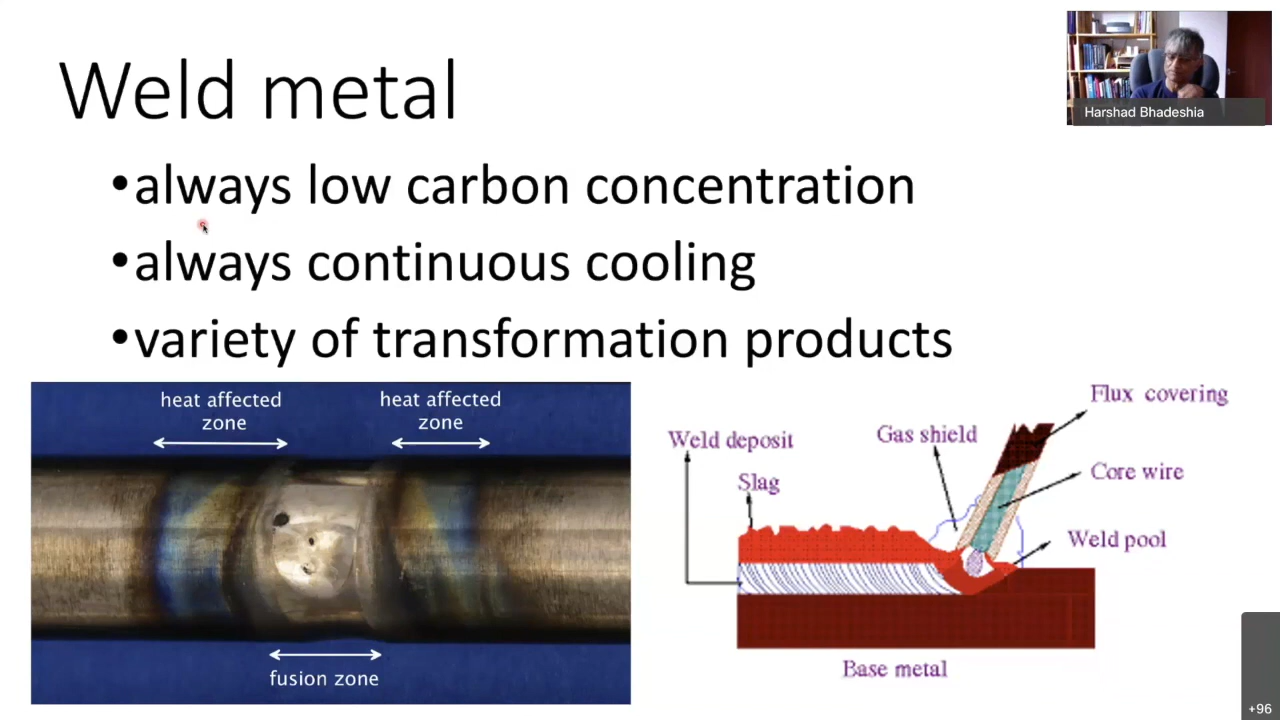 Weld metal
Harshad Bhadeshia
•always low carbon concentration
•always continuous cooling
•variety of transformation products
heat affected
zone
heat affected
zone
fusion zone
Flux covering
Weld deposit
Gas shield
Core wire
Slag
Weld pool
Base metal
+96